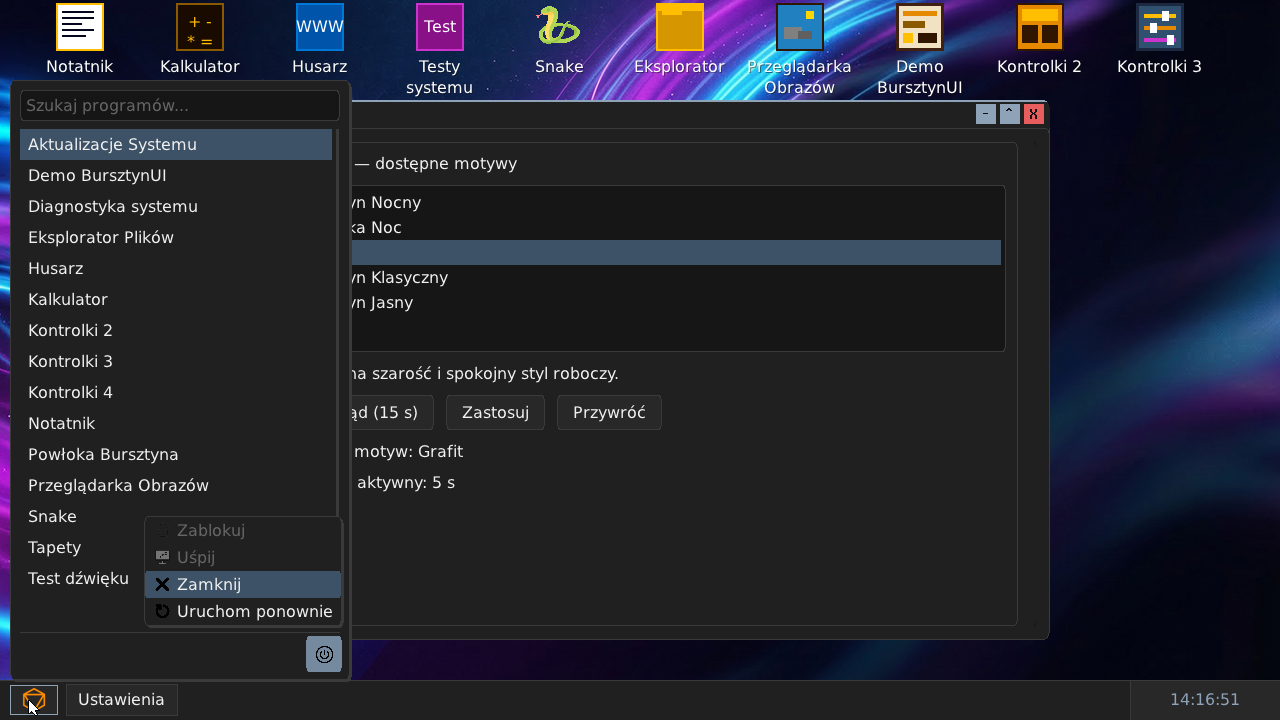 + -
* =
WWW
Test
Notatnik
Kalkulator
Husarz
Testy
systemu
Snake
Eksplorator
Przeglądarka
Obrazów
Demo
BursztynUI
Kontrolki 2
Kontrolki 3
Szukaj programów...
Aktualizacje Systemu
Demo BursztynUI
Diagnostyka systemu
Eksplorator Plików
Husarz
Kalkulator
Kontrolki 2
Kontrolki 3
Kontrolki 4
Notatnik
Powłoka Bursztyna
Przeglądarka Obrazów
Snake
Tapety
Test dźwięku
Zablokuj
Uśpij
Zamknij
Uruchom ponownie
- ^ X
— dostępne motywy
yn Nocny
ka Noc
yn Klasyczny
yn Jasny
na szarość i spokojny styl roboczy.
ąd (15 s) Zastosuj Przywróć
motyw: Grafit
aktywny: 5 s
Ustawienia
14:16:51